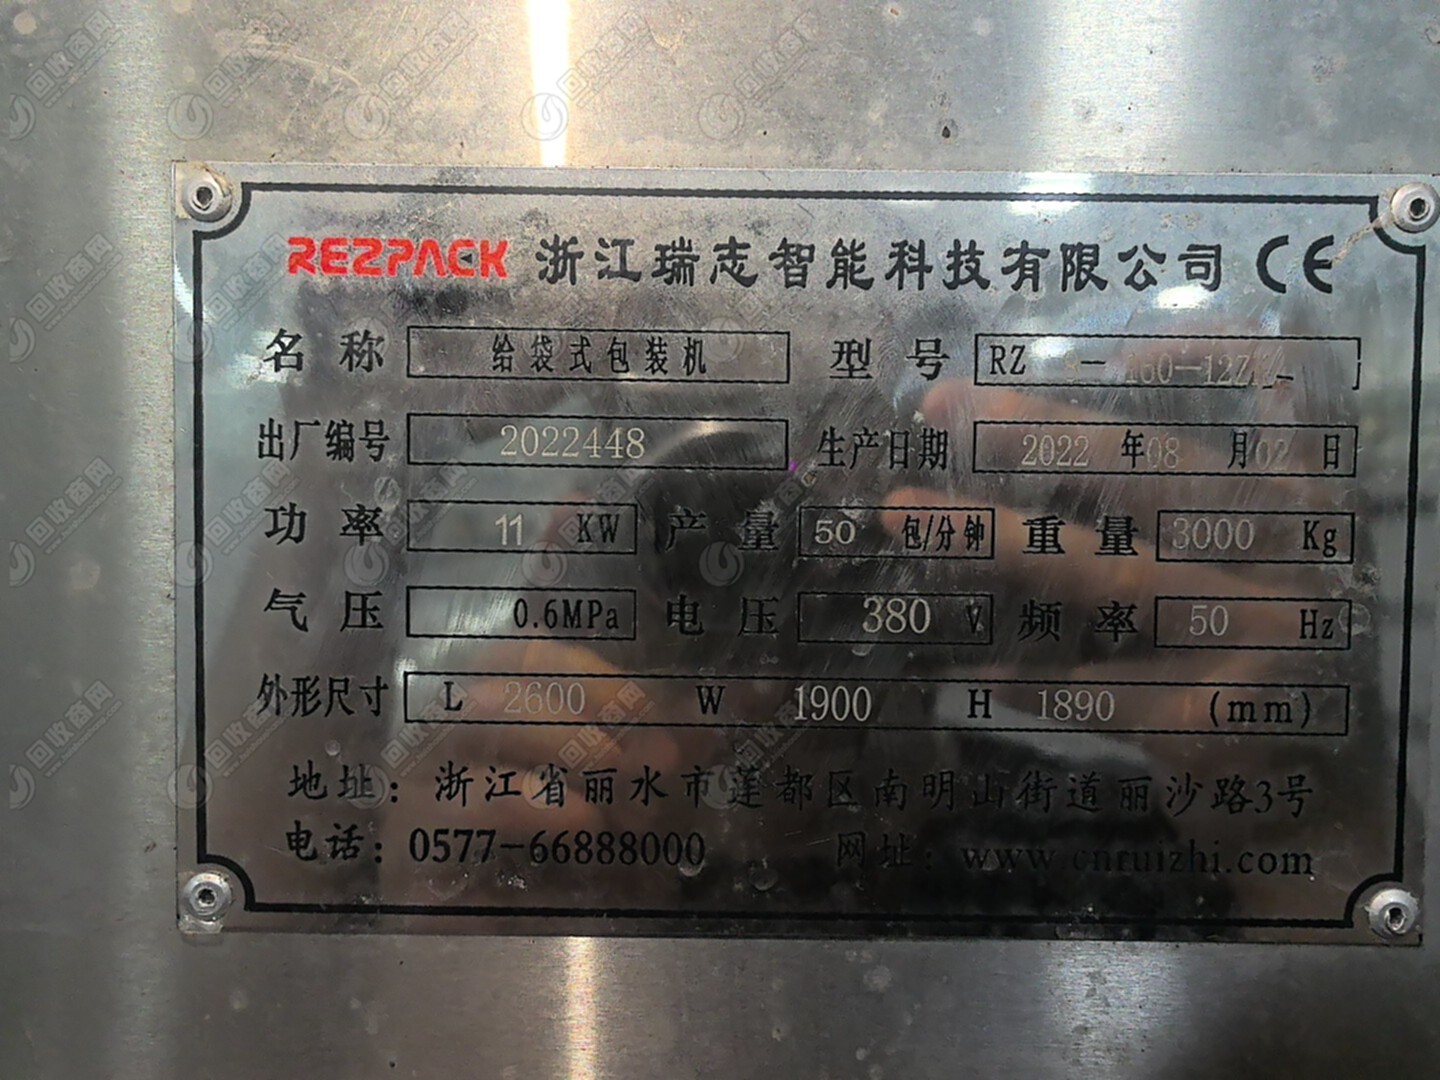 REZPACK 浙江瑞志智能科技有限公司 CE
名称 给袋式包装机 型号 RZ
出厂编号 2022448 生产日期 2022 年 08 月 02 日
功率 11 KW 产量 50 包/分钟 重量 3000 Kg
气压 0.6MPa 电压 380 V 频率 50 Hz
外形尺寸 L 2600 W 1900 H 1890 (mm)
地址：浙江省丽水市莲都区南明山街道丽沙路3号
电话：0577-66888000 网址：www.cnruizhi.com
回收商网